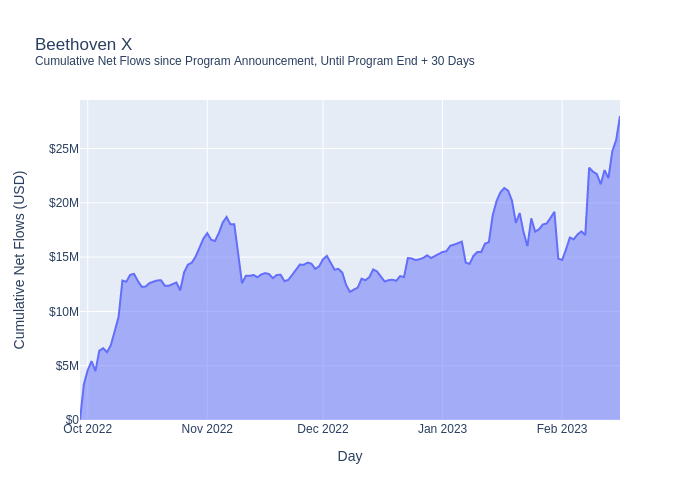 Beethoven X
Cumulative Net Flows since Program Announcement, Until Program End + 30 Days
Cumulative Net Flows (USD)
$25M
$20M
$15M
$10M
$5M
$0
Oct 2022
Nov 2022
Dec 2022
Jan 2023
Feb 2023
Day